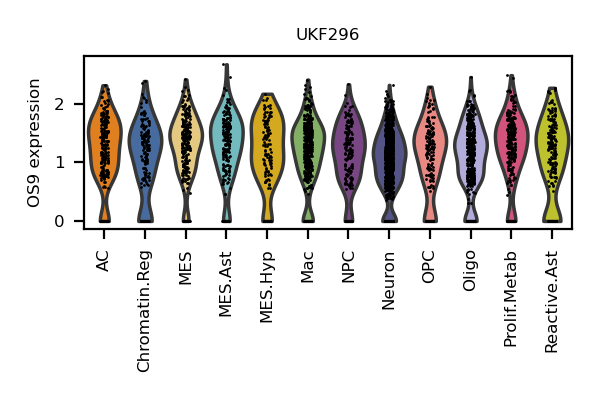 UKF296
OS9 expression
2
1
0
AC
Chromatin.Reg
MES
MES.Ast
MES.Hyp
Mac
NPC
Neuron
OPC
Oligo
Prolif.Metab
Reactive.Ast